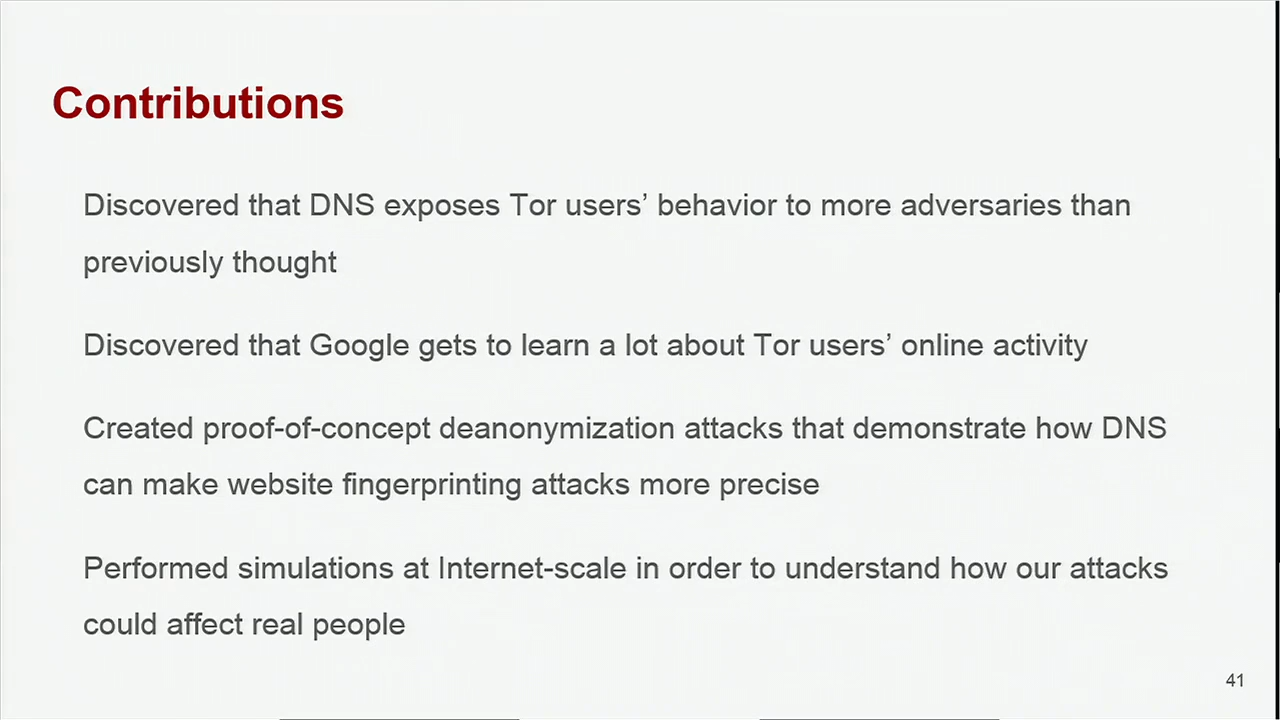 Contributions
Discovered that DNS exposes Tor users’ behavior to more adversaries than
previously thought
Discovered that Google gets to learn a lot about Tor users’ online activity
Created proof-of-concept deanonymization attacks that demonstrate how DNS
can make website fingerprinting attacks more precise
Performed simulations at Internet-scale in order to understand how our attacks
could affect real people
41